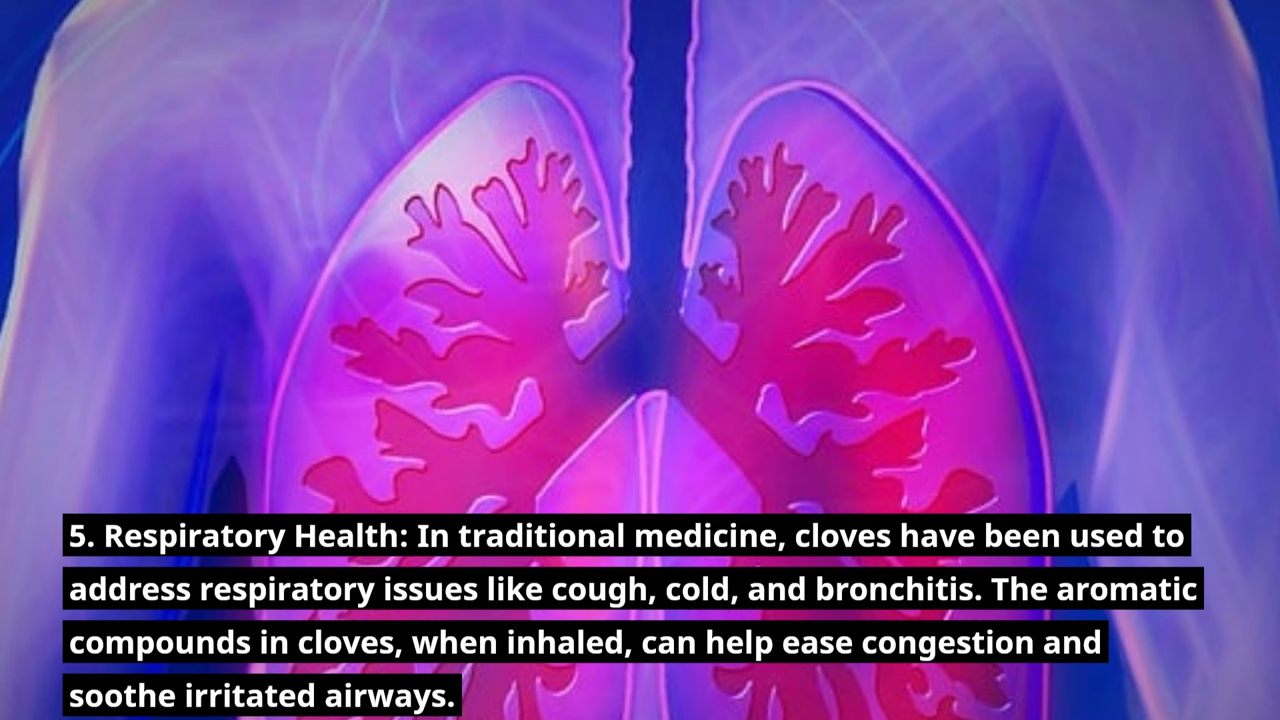 5. Respiratory Health: In traditional medicine, cloves have been used to
address respiratory issues like cough, cold, and bronchitis. The aromatic
compounds in cloves, when inhaled, can help ease congestion and
soothe irritated airways.